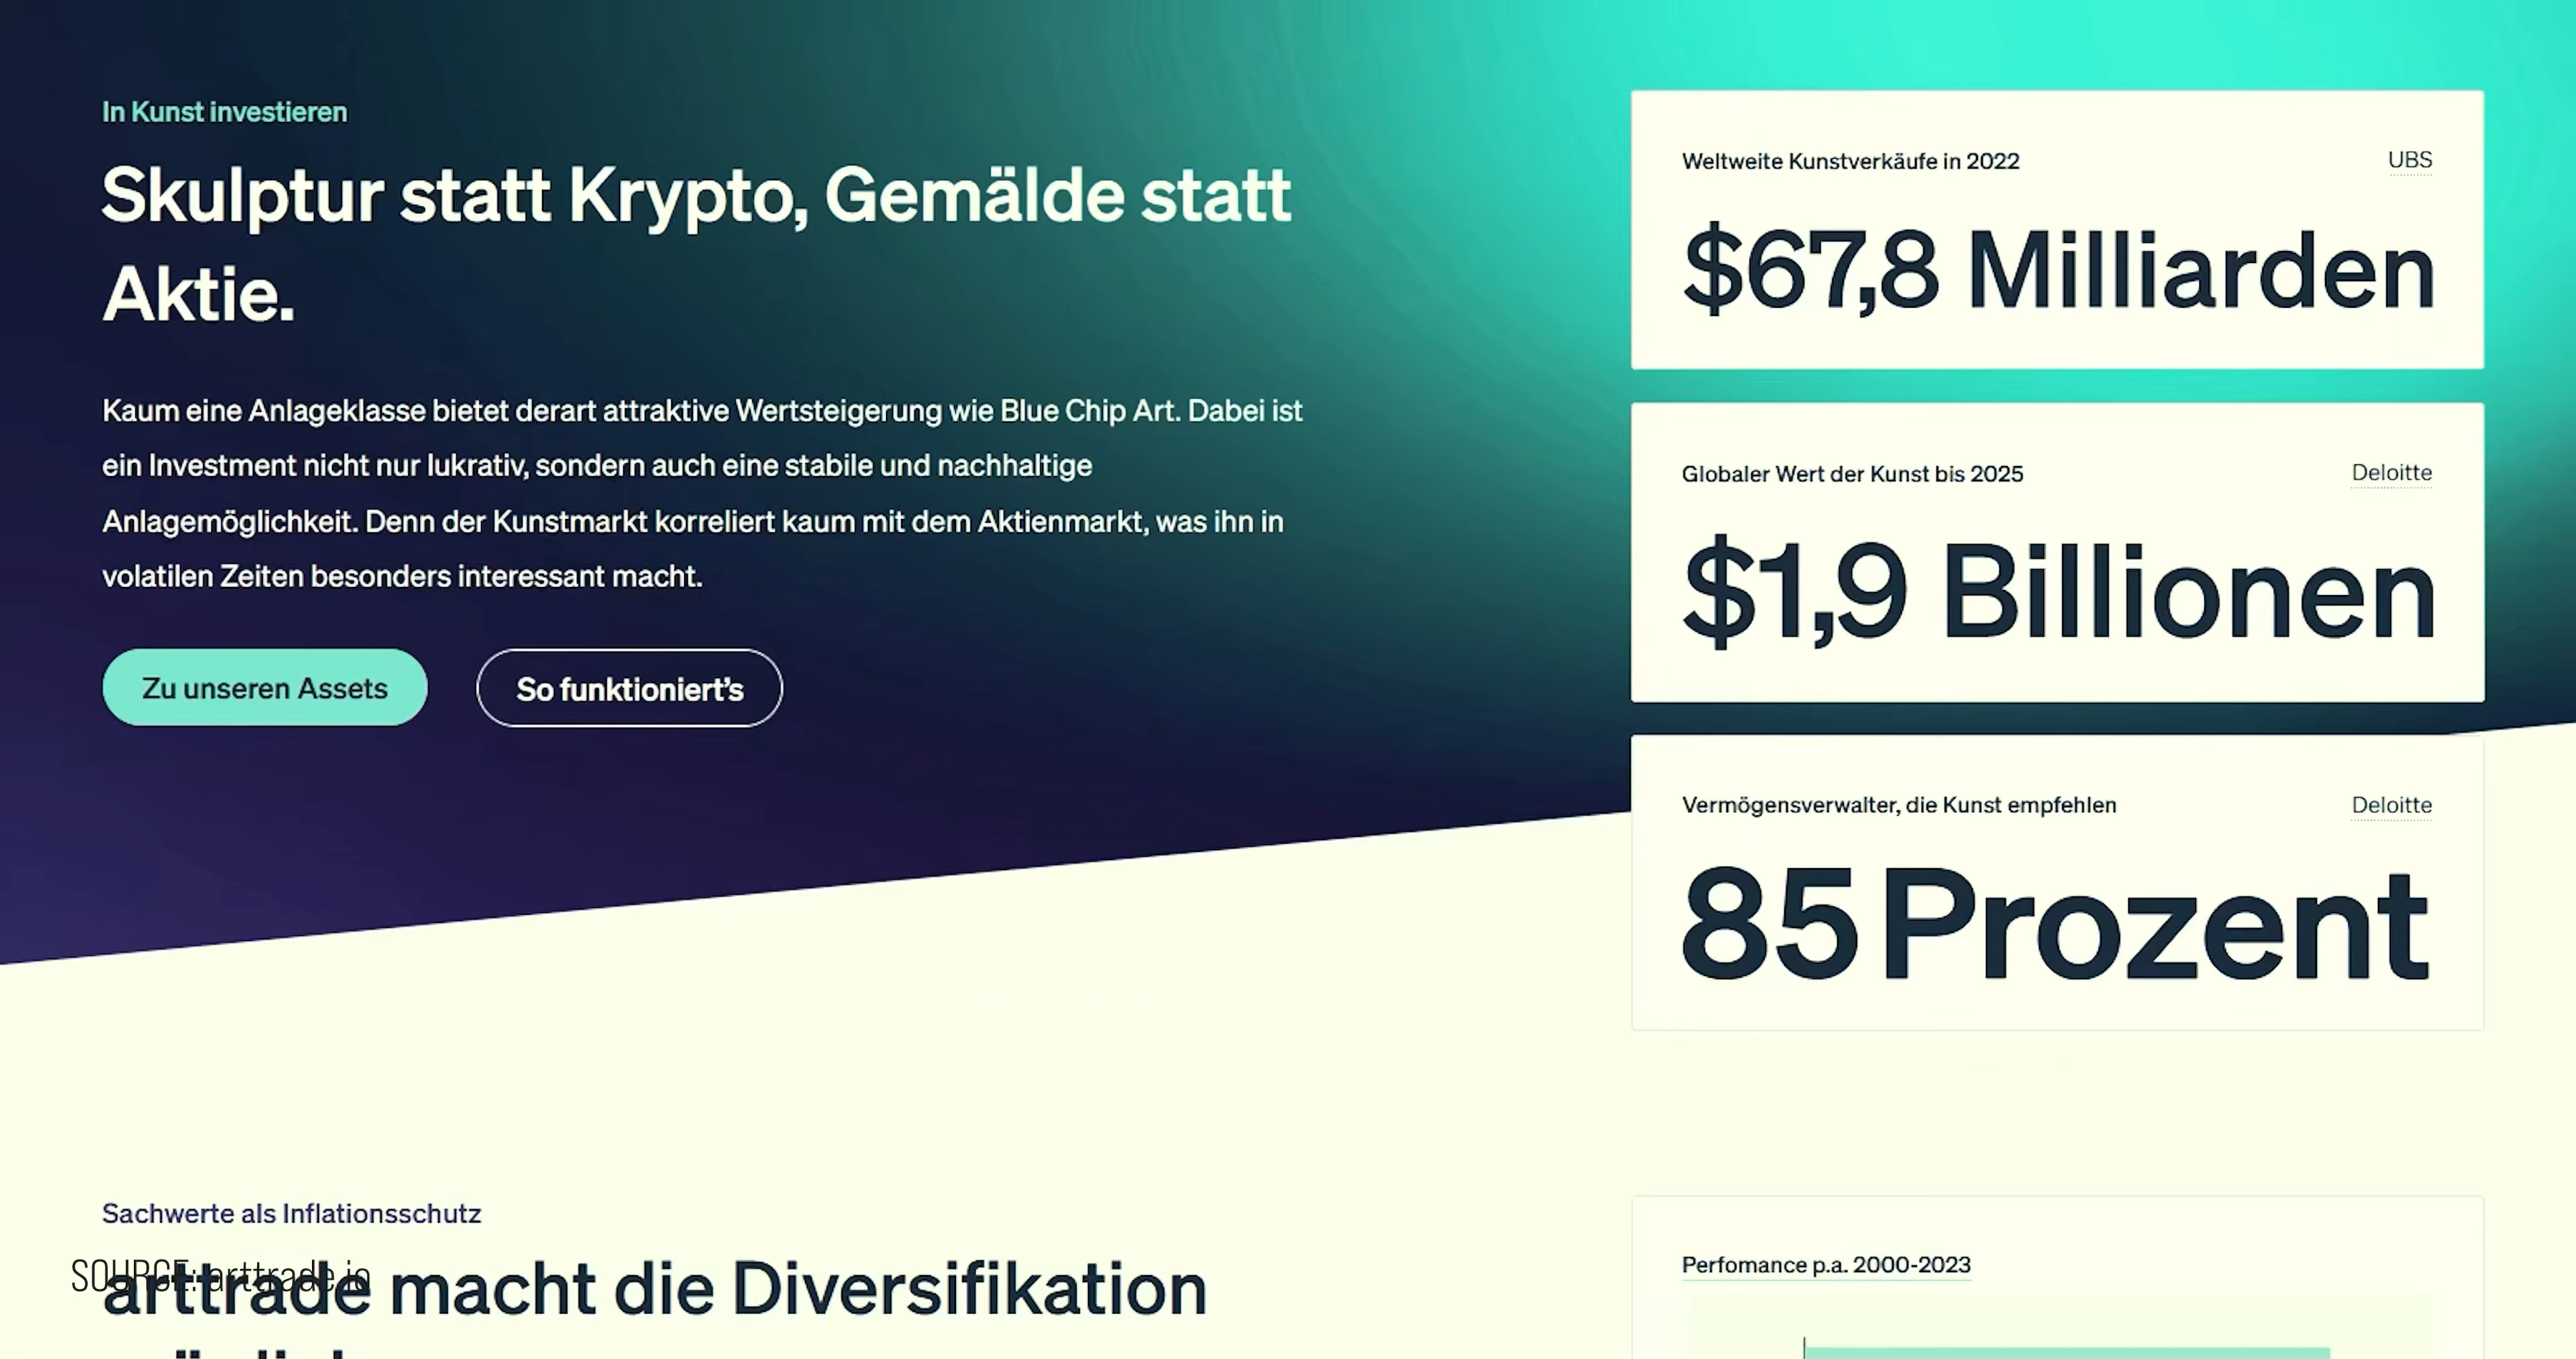 In Kunst investieren
Skulptur statt Krypto, Gemälde statt
Aktie.
Kaum eine Anlageklasse bietet derart attraktive Wertsteigerung wie Blue Chip Art. Dabei ist
ein Investment nicht nur lukrativ, sondern auch eine stabile und nachhaltige
Anlagemöglichkeit. Denn der Kunstmarkt korreliert kaum mit dem Aktienmarkt, was ihn in
volatilen Zeiten besonders interessant macht.
Zu unseren Assets
So funktioniert’s
Weltweite Kunstverkäufe in 2022
UBS
$67,8 Milliarden
Globaler Wert der Kunst bis 2025
Deloitte
$1,9 Billionen
Vermögensverwalter, die Kunst empfehlen
Deloitte
85 Prozent
Sachwerte als Inflationsschutz
arttrade macht die Diversifikation
SOURCE: arttrade.io
Perfomance p.a. 2000-2023